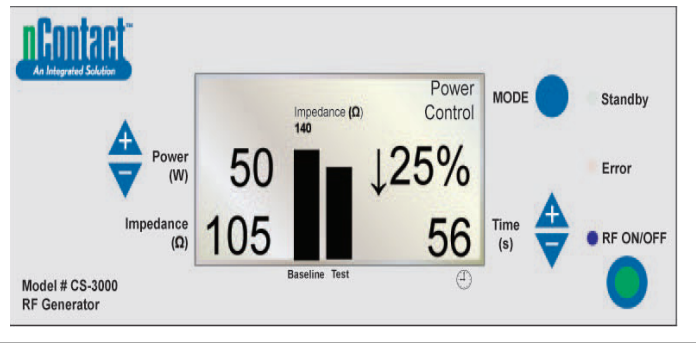 nContact™
An Integrated Solution
+
−
Power
(W)
Impedance
(Ω)
50
105
Impedance (Ω)
140
Baseline Test
Power
Control
↓25%
56
MODE
Time
(s)
+
−
Standby
Error
RF ON/OFF
Model # CS-3000
RF Generator